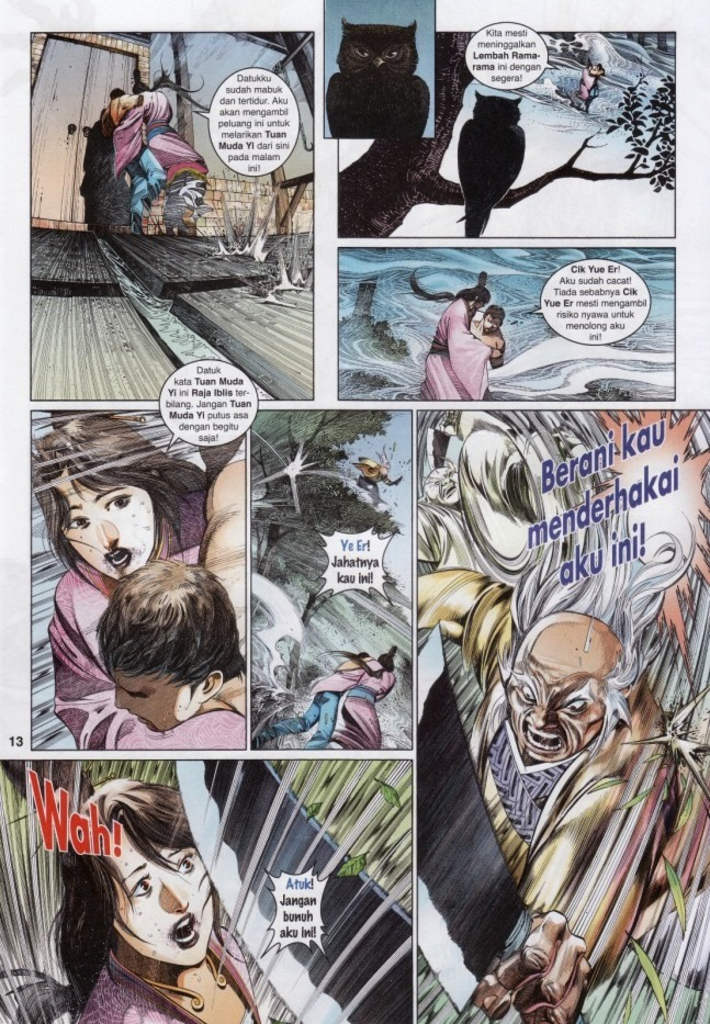 Datukku
sudah mabuk
dan tertidur. Aku
akan mengambil
peluang ini untuk
melarikan Tuan
Muda Yi dari sini
pada malam
ini!
Kita mesti
meninggalkan
Lembah Rama-
rama ini dengan
segera!
Cik Yue Er!
Aku sudah cacat!
Tiada sebabnya Cik
Yue Er mesti mengambil
risiko nyawa untuk
menolong aku
ini!
Datuk
kata Tuan Muda
Yi ini Raja Iblis ter-
bilang. Jangan Tuan
Muda Yi putus asa
dengan begitu
saja!
Ye Er!
Jahatnya
kau ini!
Berani kau
menderhakai
aku ini!
13
Wah!
Atuk!
Jangan
bunuh
aku ini!